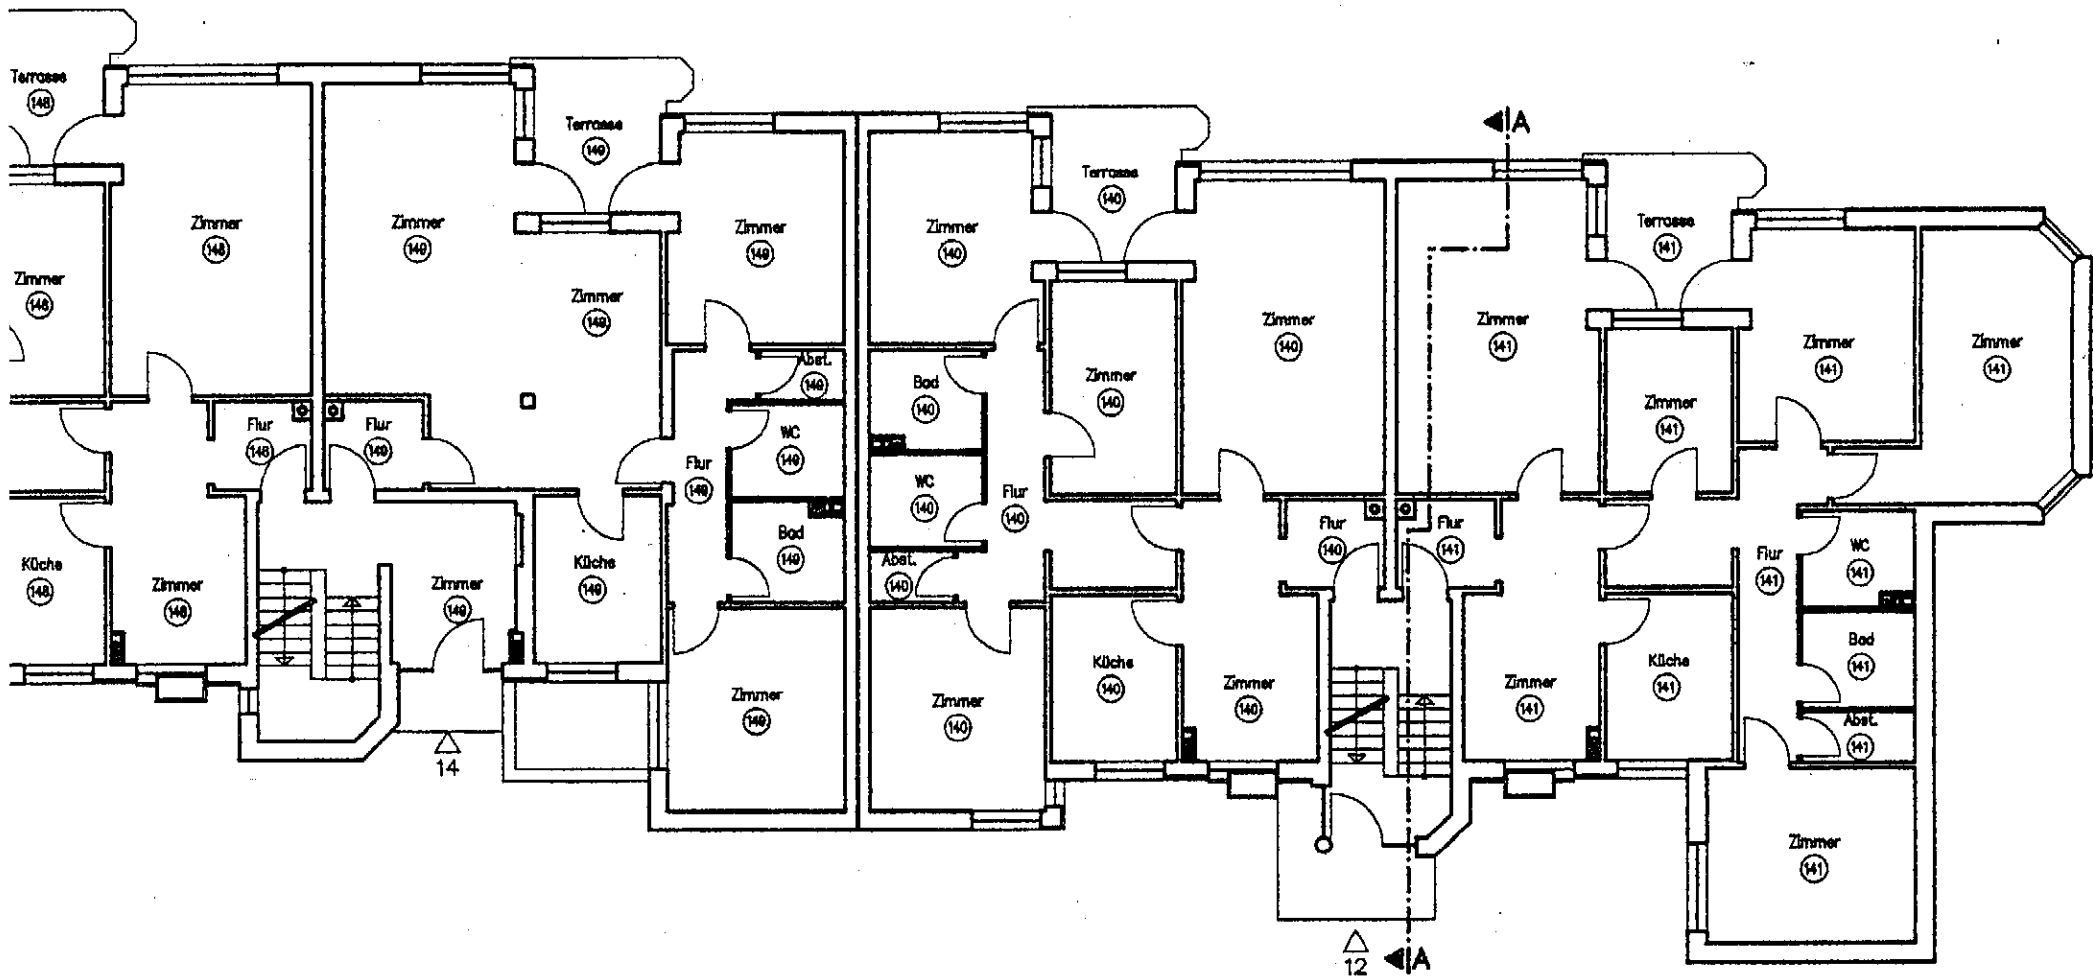 Terrasse
148
Zimmer
148
Zimmer
148
Flur
148
Küche
148
Zimmer
148
Zimmer
149
Terrasse
149
Zimmer
149
Zimmer
149
Flur
149
Abst.
149
WC
149
Flur
149
Bad
149
Küche
149
Zimmer
149
Zimmer
149
14
Zimmer
140
Terrasse
140
Zimmer
140
Zimmer
140
Bad
140
WC
140
Flur
140
Abst.
140
Flur
140
Küche
140
Zimmer
140
Zimmer
140
A
Zimmer
141
Terrasse
141
Zimmer
141
Zimmer
141
Zimmer
141
Flur
141
Flur
141
WC
141
Bad
141
Abst.
141
Zimmer
141
Küche
141
Zimmer
141
12
A